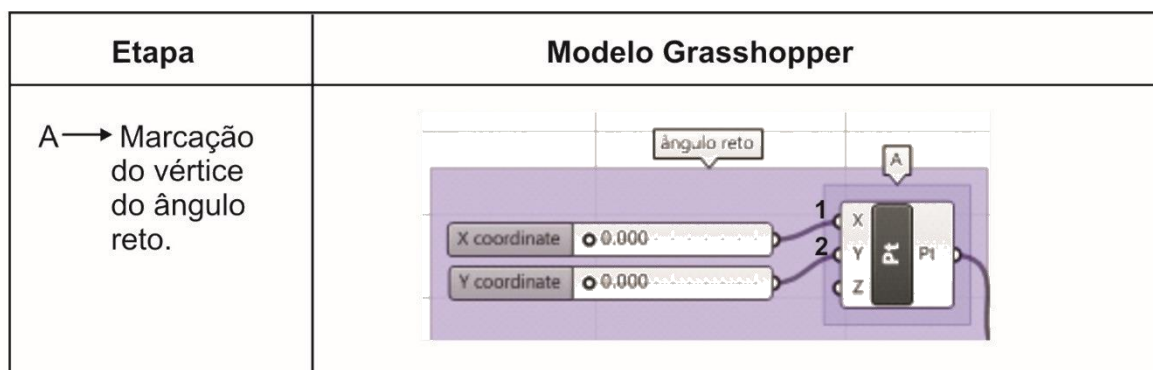 Etapa
Modelo Grasshopper
A → Marcação
do vértice
do ângulo
reto.
ângulo reto
A
X coordinate 0.000
Y coordinate 0.000
1
2
X
Y
Z
Pt
Pt